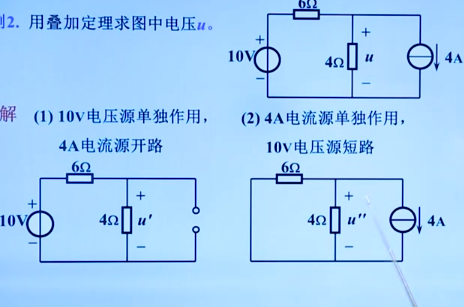 例2. 用叠加定理求图中电压u。
6Ω
+
10V
−
4Ω
+
u
−
4A
解 (1) 10V电压源单独作用，
4A电流源开路
(2) 4A电流源单独作用，
10V电压源短路
6Ω
+
10V
−
4Ω
+
u'
−
6Ω
4Ω
+
u''
−
4A